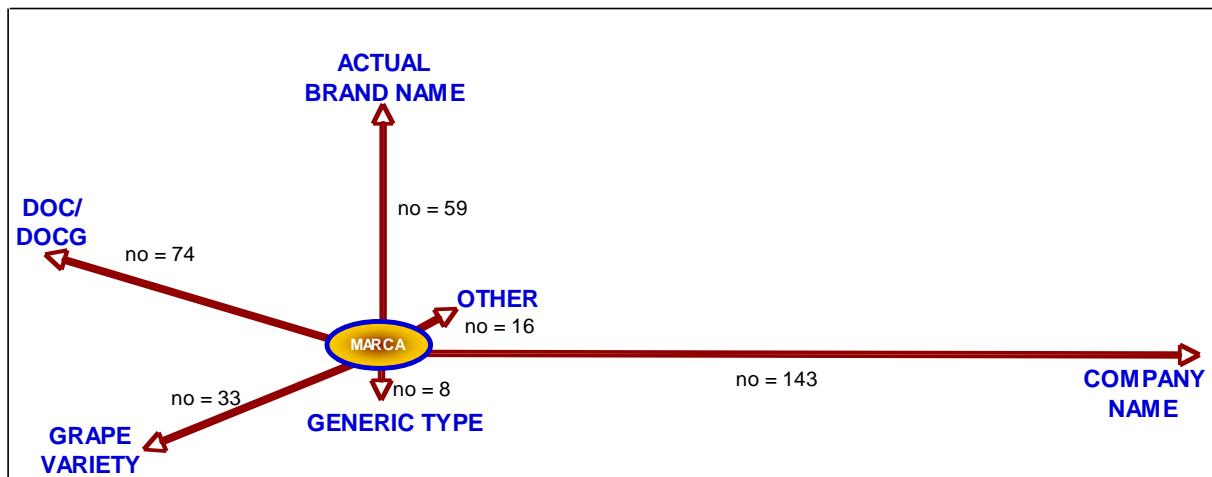 ACTUAL
BRAND NAME
no = 59
DOC/
DOCG
no = 74
OTHER
no = 16
MARCA
no = 143
COMPANY
NAME
no = 8
GENERIC TYPE
no = 33
GRAPE
VARIETY